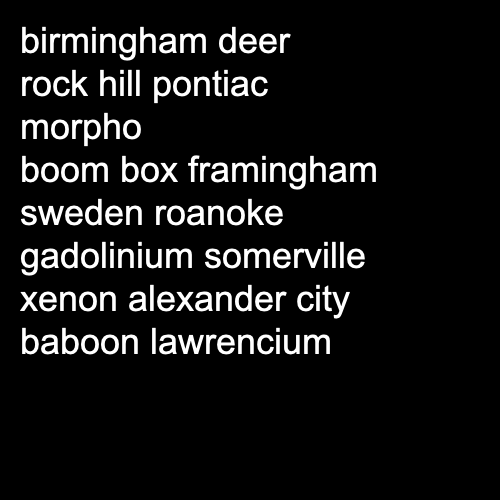 birmingham deer
rock hill pontiac
morpho
boom box framingham
sweden roanoke
gadolinium somerville
xenon alexander city
baboon lawrencium